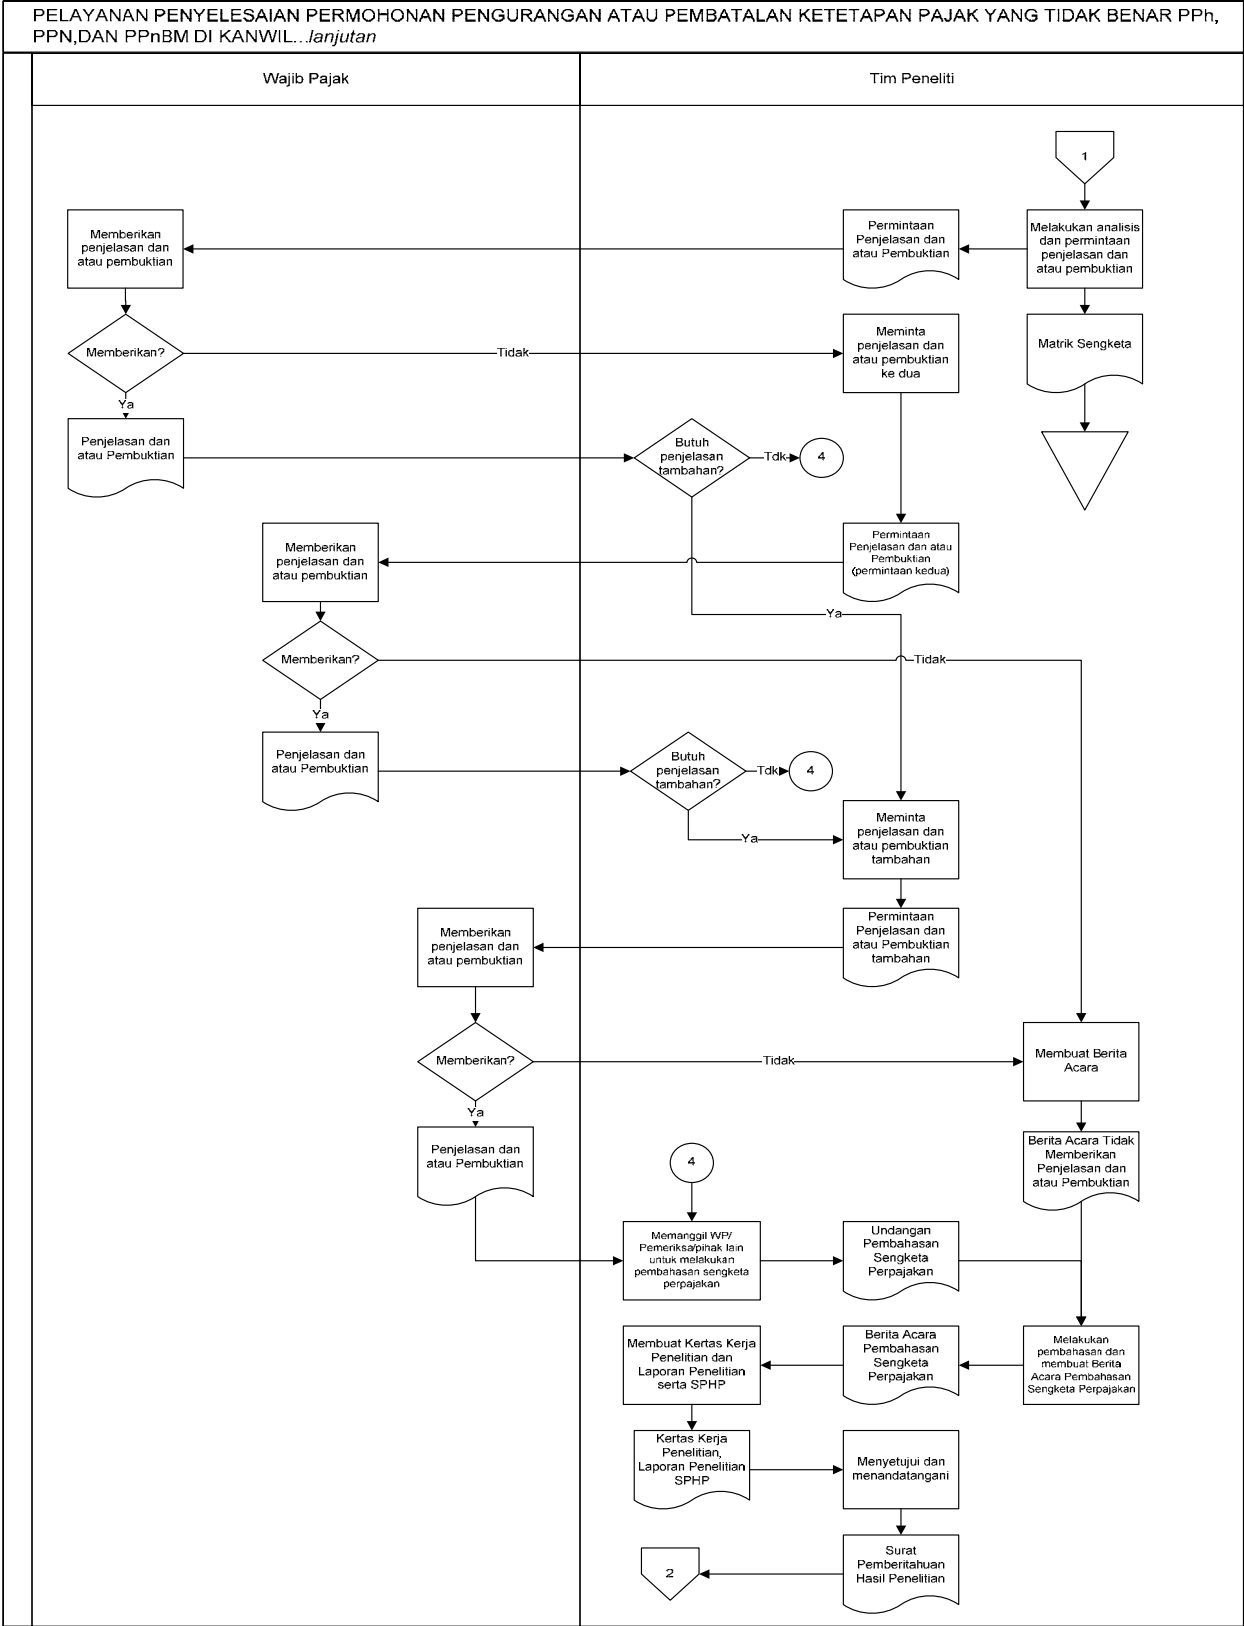 PELAYANAN PENYELESAIAN PERMOHONAN PENGURANGAN ATAU PEMBATALAN KETETAPAN PAJAK YANG TIDAK BENAR PPh,
PPN,DAN PPnBM DI KANWIL...lanjutan
Wajib Pajak
Tim Peneliti
1
Memberikan
penjelasan dan
atau pembuktian
Permintaan
Penjelasan dan
atau Pembuktian
Melakukan analisis
dan permintaan
penjelasan dan
atau pembuktian
Memberikan?
Tidak
Meminta
penjelasan dan
atau pembuktian
ke dua
Matrik Sengketa
Ya
Penjelasan dan
atau Pembuktian
Butuh
penjelasan
tambahan?
Tdk
4
Memberikan
penjelasan dan
atau pembuktian
Permintaan
Penjelasan dan atau
Pembuktian
(permintaan kedua)
Ya
Memberikan?
Tidak
Ya
Penjelasan dan
atau Pembuktian
Butuh
penjelasan
tambahan?
Tdk
4
Ya
Meminta
penjelasan dan
atau pembuktian
tambahan
Memberikan
penjelasan dan
atau pembuktian
Permintaan
Penjelasan dan
atau Pembuktian
tambahan
Memberikan?
Tidak
Membuat Berita
Acara
Ya
Penjelasan dan
atau Pembuktian
4
Berita Acara Tidak
Memberikan
Penjelasan dan
atau Pembuktian
Memanggil WP/
Pemeriksa/pihak lain
untuk melakukan
pembahasan sengketa
perpajakan
Undangan
Pembahasan
Sengketa
Perpajakan
Membuat Kertas Kerja
Penelitian dan
Laporan Penelitian
serta SPHP
Berita Acara
Pembahasan
Sengketa
Perpajakan
Melakukan
pembahasan dan
membuat Berita
Acara Pembahasan
Sengketa Perpajakan
Kertas Kerja
Penelitian,
Laporan Penelitian
SPHP
Menyetujui dan
menandatangani
2
Surat
Pemberitahuan
Hasil Penelitian